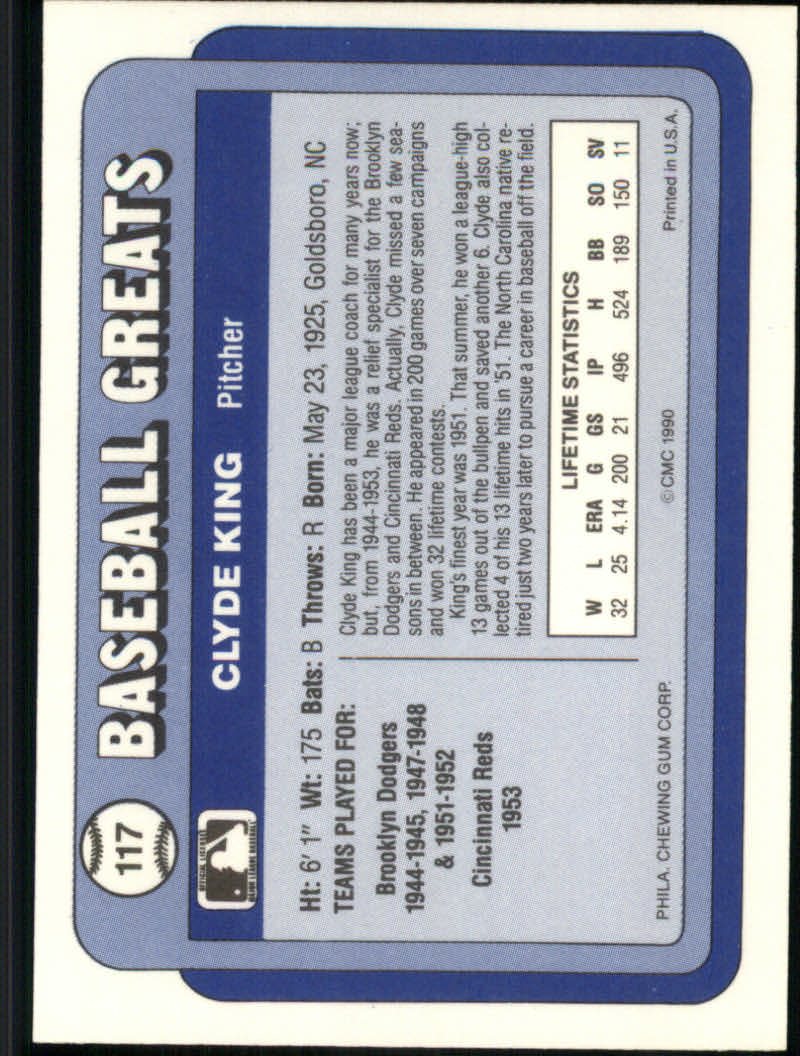 117
BASEBALL GREATS
CLYDE KING Pitcher
Ht: 6' 1" Wt: 175 Bats: B Throws: R Born: May 23, 1925, Goldsboro, NC
TEAMS PLAYED FOR:
Brooklyn Dodgers
1944-1945, 1947-1948
& 1951-1952
Cincinnati Reds
1953
Clyde King has been a major league coach for many years now;
but, from 1944-1953, he was a relief specialist for the Brooklyn
Dodgers and Cincinnati Reds. Actually, Clyde missed a few sea-
sons in between. He appeared in 200 games over seven campaigns
and won 32 lifetime contests.
King's finest year was 1951. That summer, he won a league-high
13 games out of the bullpen and saved another 6. Clyde also col-
lected 4 of his 13 lifetime hits in '51. The North Carolina native re-
tired just two years later to pursue a career in baseball off the field.
LIFETIME STATISTICS
W L ERA G GS IP H BB SO SV
32 25 4.14 200 21 496 524 189 150 11
PHILA. CHEWING GUM CORP. ©CMC 1990 Printed in U.S.A.